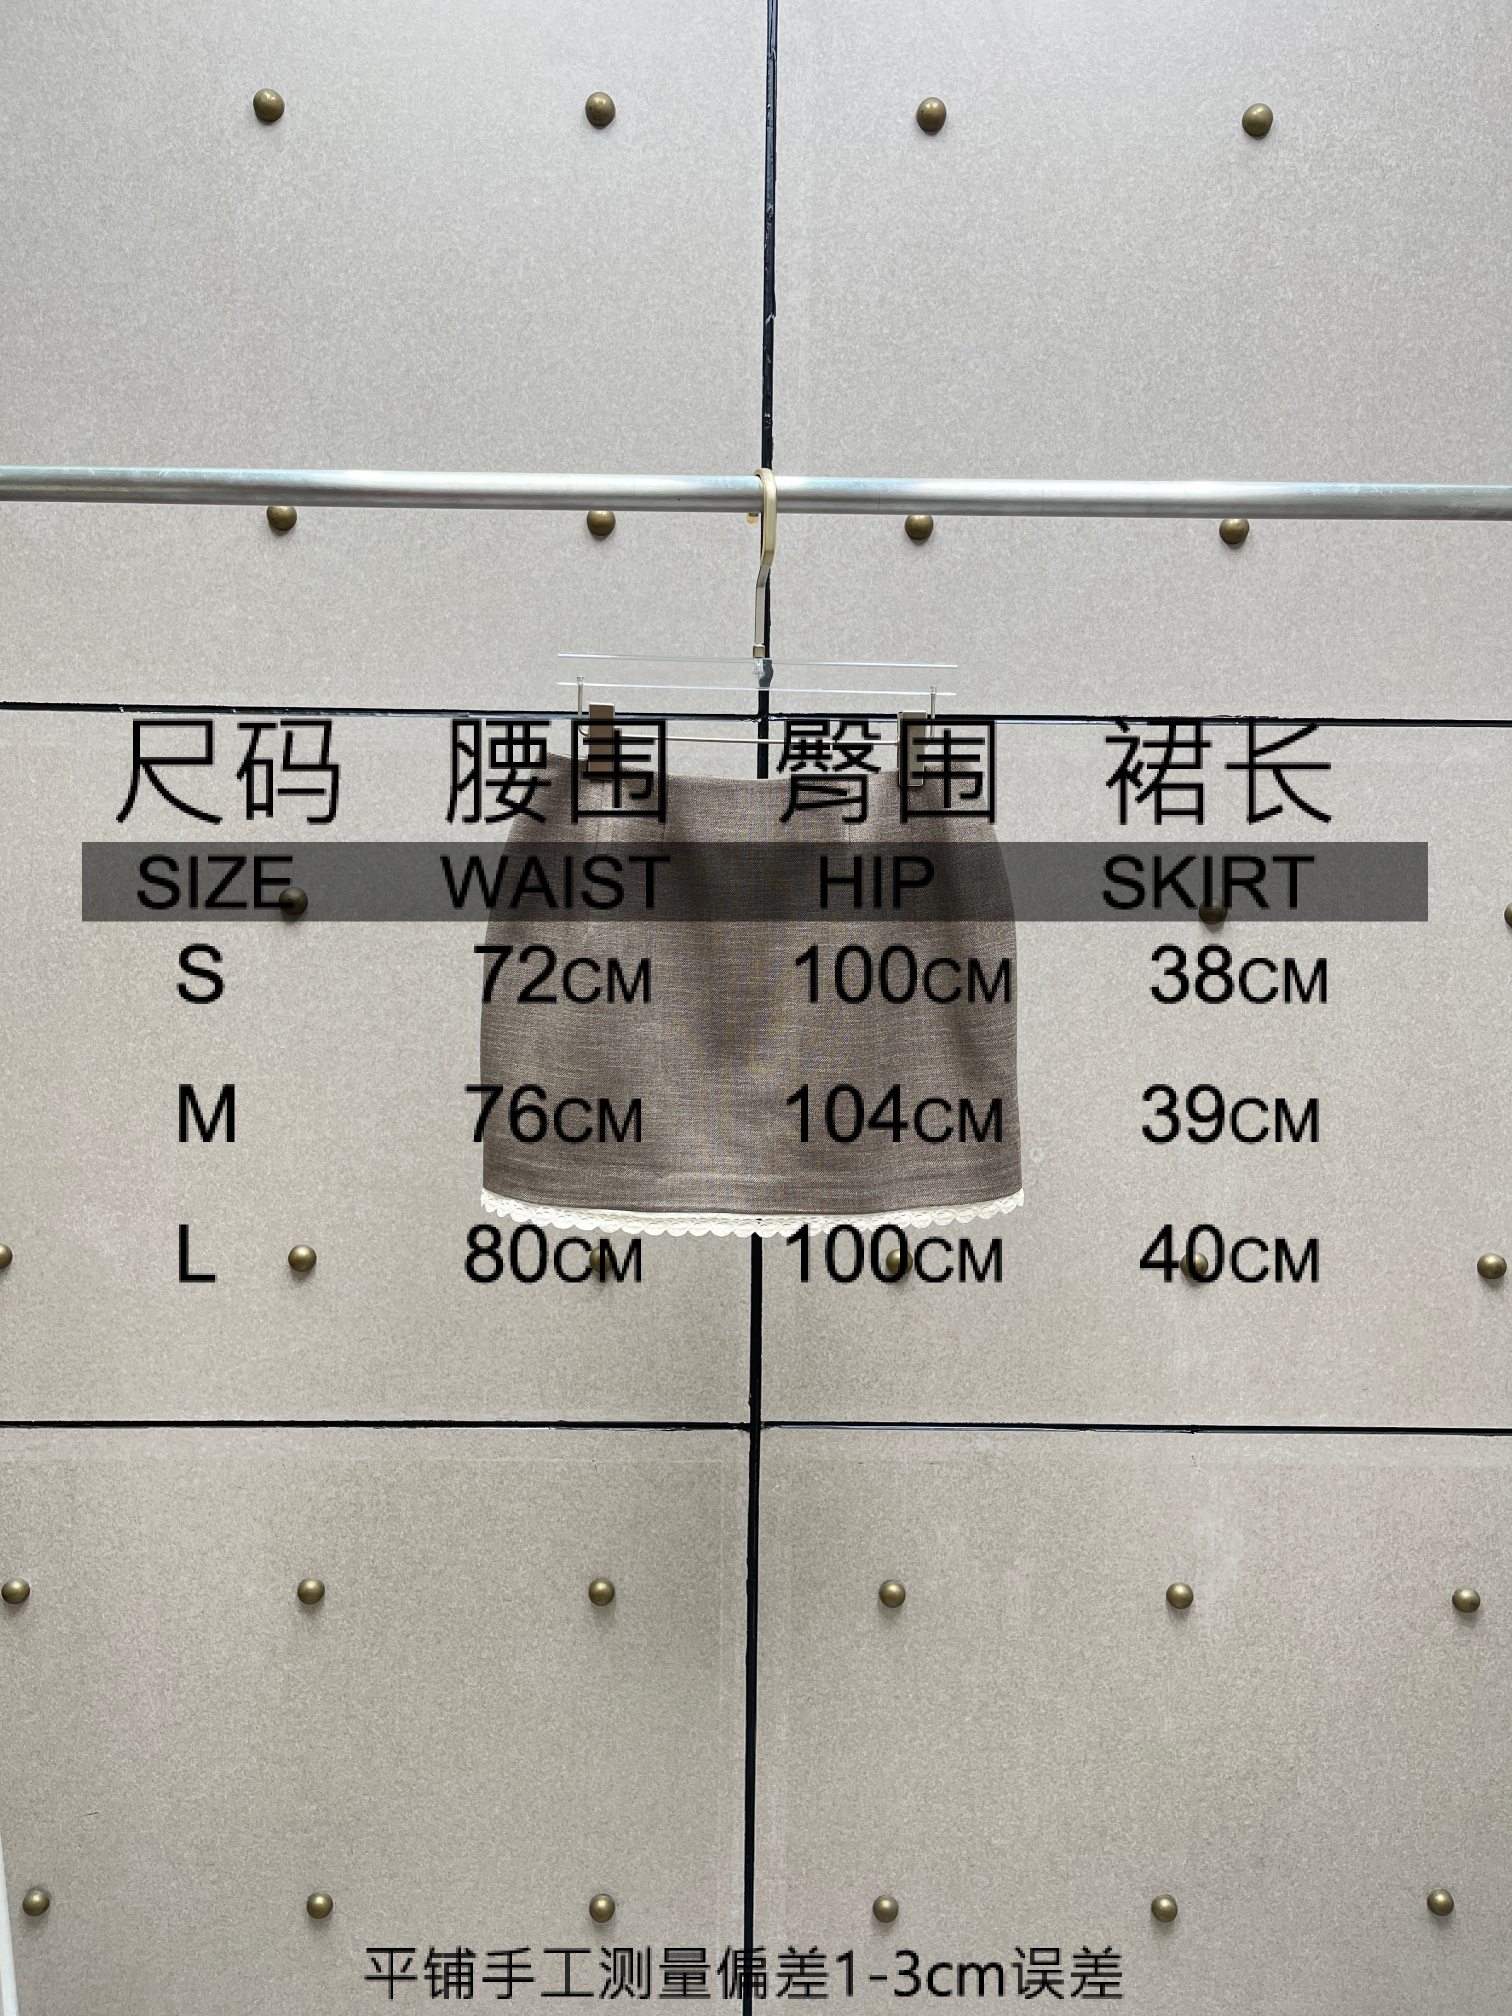 尺码 腰围 臀围 裙长
SIZE WAIST HIP SKIRT
S 72CM 100CM 38CM
M 76CM 104CM 39CM
L 80CM 100CM 40CM
平铺手工测量偏差1-3cm误差